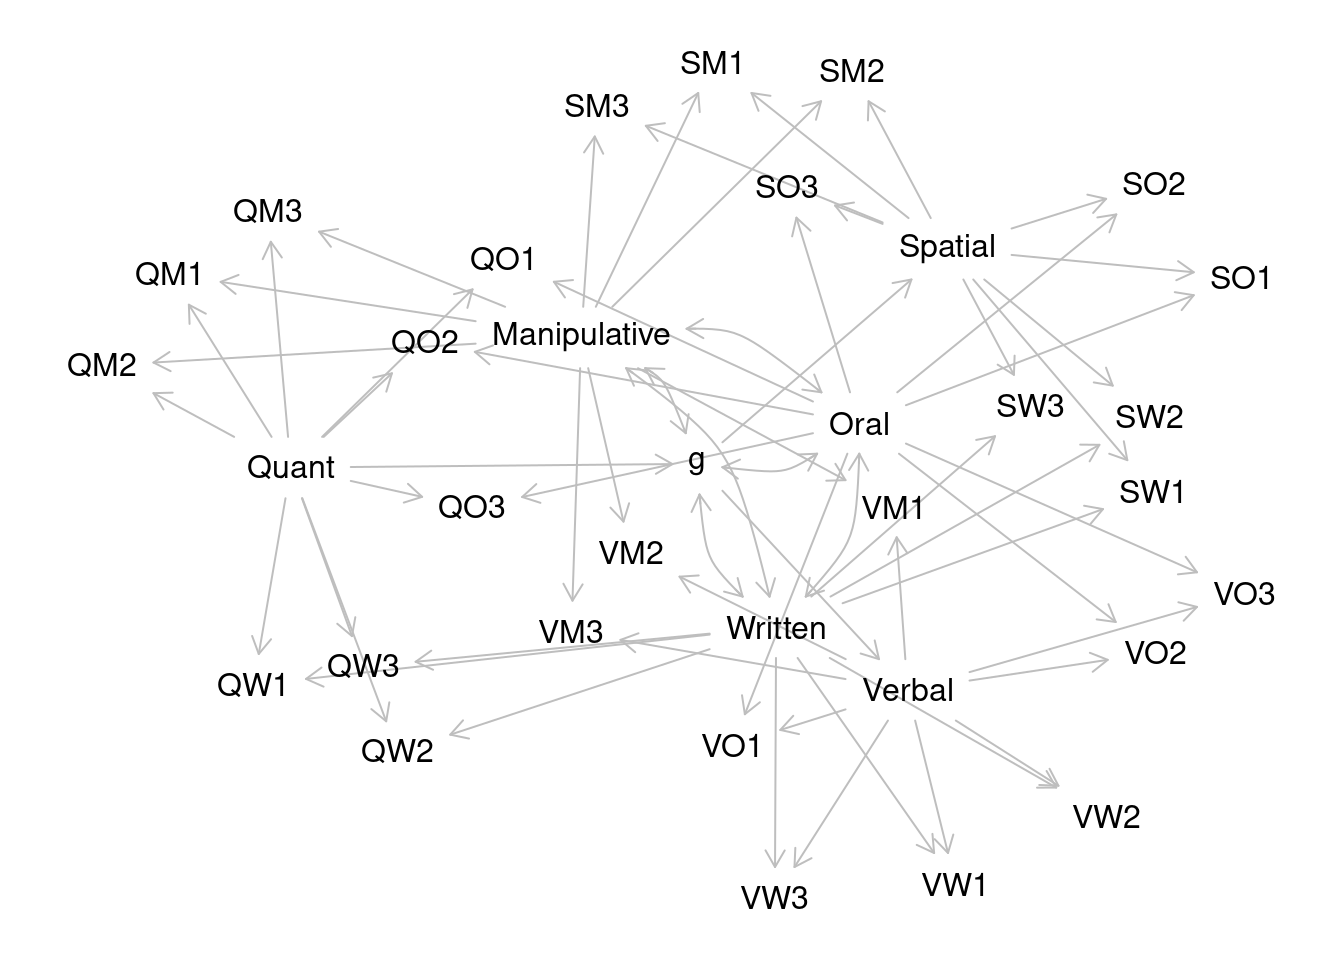 SM1
SM2
SM3
SO3
SO2
QM3
Spatial
QO1
QM1
SO1
Manipulative
QO2
QM2
SW3
SW2
Oral
g
Quant
SW1
QO3
VM1
VM2
VO3
Written
VM3
VO2
QW3
QW1
Verbal
VO1
QW2
VW2
VW1
VW3